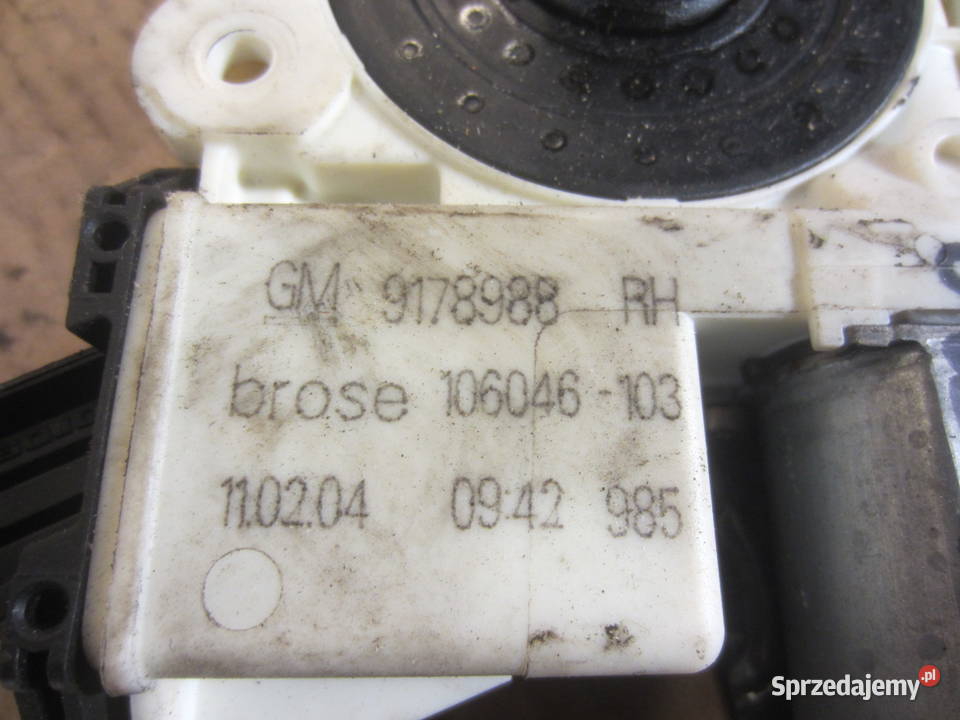 GM 9178988 RH
brose 106046-103
11.02.04 09:42 985
Sprzedajemy.pl